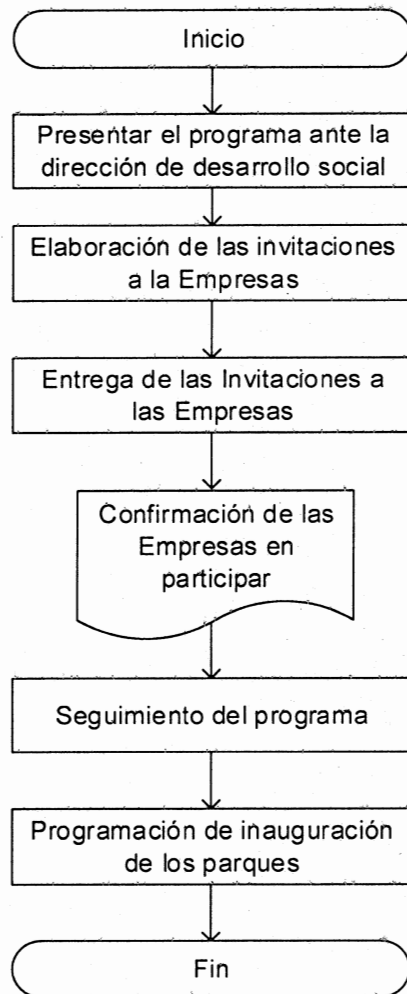 Inicio
Presentar el programa ante la
dirección de desarrollo social
Elaboración de las invitaciones
a la Empresas
Entrega de las Invitaciones a
las Empresas
Confirmación de las
Empresas en
participar
Seguimiento del programa
Programación de inauguración
de los parques
Fin